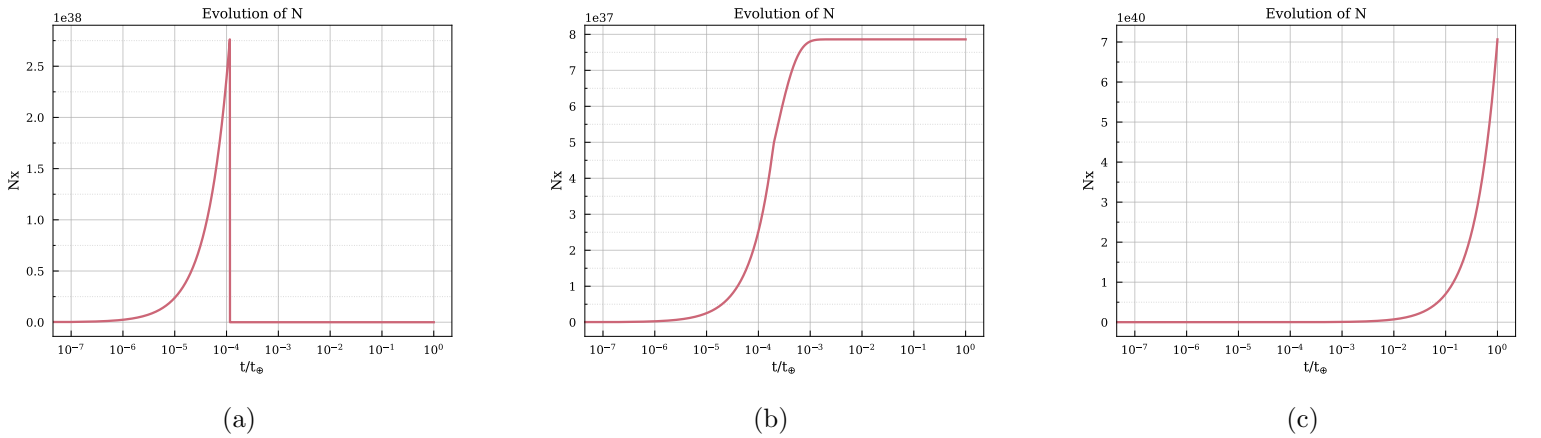 Evolution of N
1e38
2.5
2.0
1.5
1.0
0.5
0.0
Nx
10⁻⁷ 10⁻⁶ 10⁻⁵ 10⁻⁴ 10⁻³ 10⁻² 10⁻¹ 10⁰
t/t⊕
(a)
Evolution of N
1e37
8
7
6
5
4
3
2
1
0
Nx
10⁻⁷ 10⁻⁶ 10⁻⁵ 10⁻⁴ 10⁻³ 10⁻² 10⁻¹ 10⁰
t/t⊕
(b)
Evolution of N
1e40
7
6
5
4
3
2
1
0
Nx
10⁻⁷ 10⁻⁶ 10⁻⁵ 10⁻⁴ 10⁻³ 10⁻² 10⁻¹ 10⁰
t/t⊕
(c)